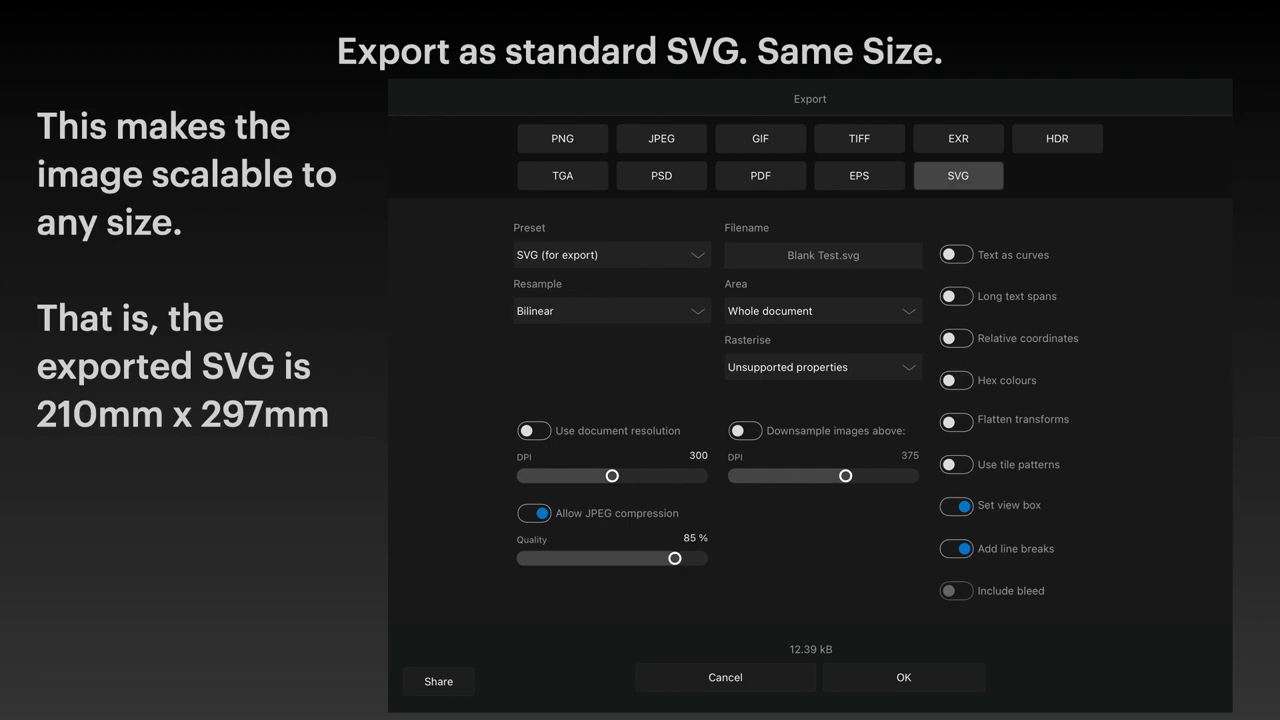 Export as standard SVG. Same Size.
This makes the
image scalable to
any size.
That is, the
exported SVG is
210mm x 297mm
Export
PNG JPEG GIF TIFF EXR HDR
TGA PSD PDF EPS SVG
Preset
SVG (for export)
Resample
Bilinear
Filename
Blank Test.svg
Area
Whole document
Rasterise
Unsupported properties
Use document resolution
DPI 300
Allow JPEG compression
Quality 85 %
Downsample images above:
DPI 375
Text as curves
Long text spans
Relative coordinates
Hex colours
Flatten transforms
Use tile patterns
Set view box
Add line breaks
Include bleed
12.39 kB
Share
Cancel
OK